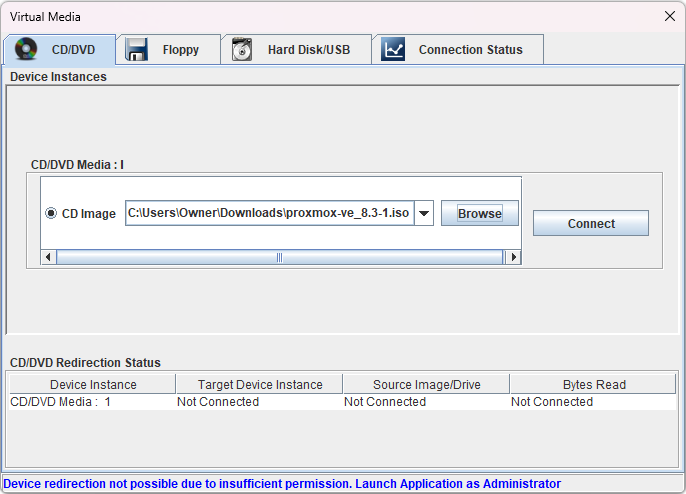 Virtual Media
CD/DVD
Floppy
Hard Disk/USB
Connection Status
Device Instances
CD/DVD Media : I
CD Image
C:\Users\Owner\Downloads\proxmox-ve_8.3-1.iso
Browse
Connect
CD/DVD Redirection Status
Device Instance Target Device Instance Source Image/Drive Bytes Read
CD/DVD Media : 1 Not Connected Not Connected Not Connected
Device redirection not possible due to insufficient permission. Launch Application as Administrator